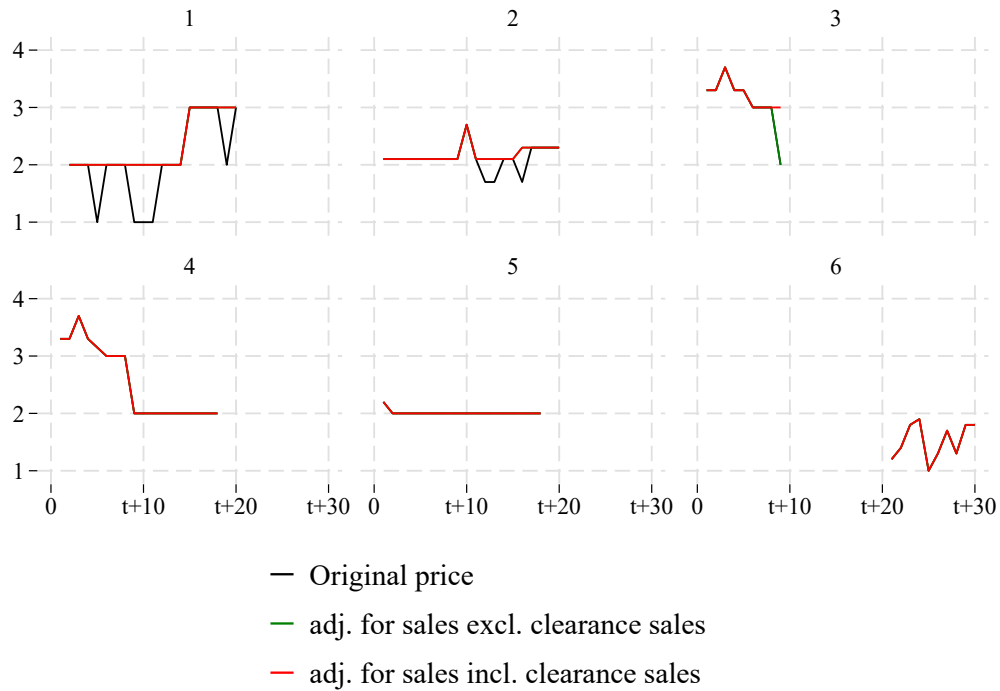 1 2 3
4
3
2
1
4 5 6
4
3
2
1
0 t+10 t+20 t+30 0 t+10 t+20 t+30 0 t+10 t+20 t+30
Original price
adj. for sales excl. clearance sales
adj. for sales incl. clearance sales